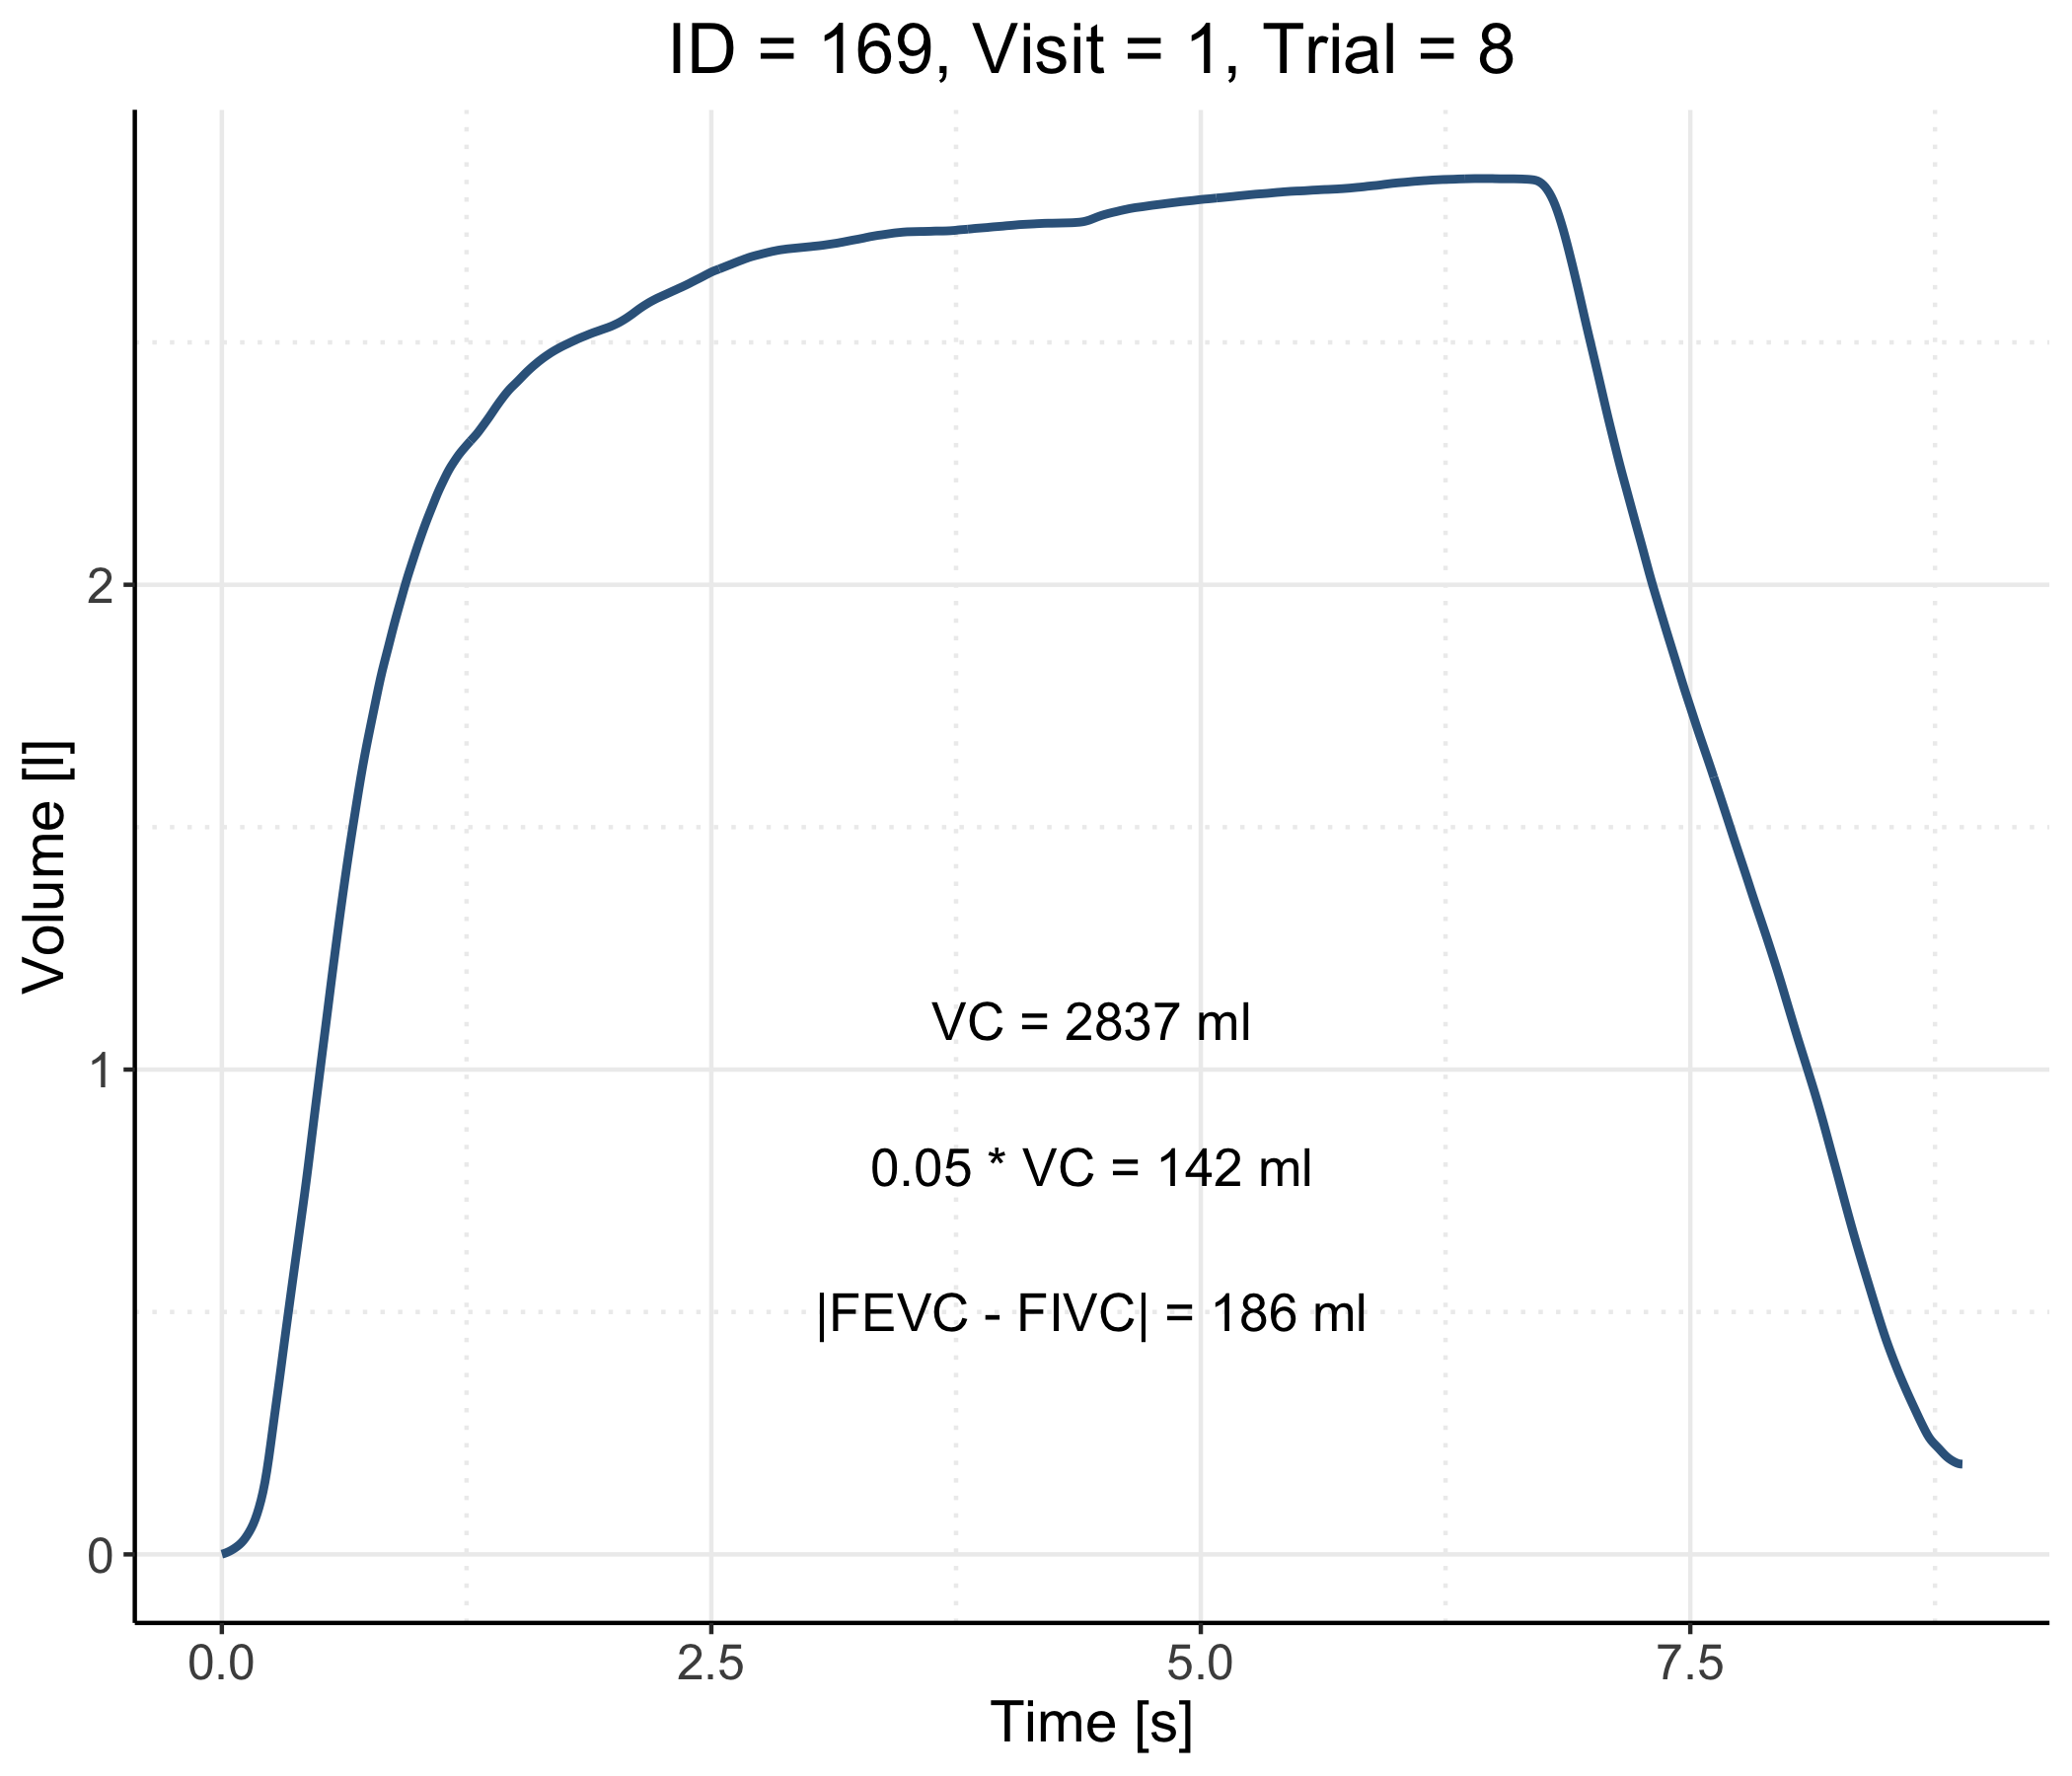 ID = 169, Visit = 1, Trial = 8
Volume [l]
2
1
0
VC = 2837 ml
0.05 * VC = 142 ml
|FEVC - FIVC| = 186 ml
0.0 2.5 5.0 7.5
Time [s]